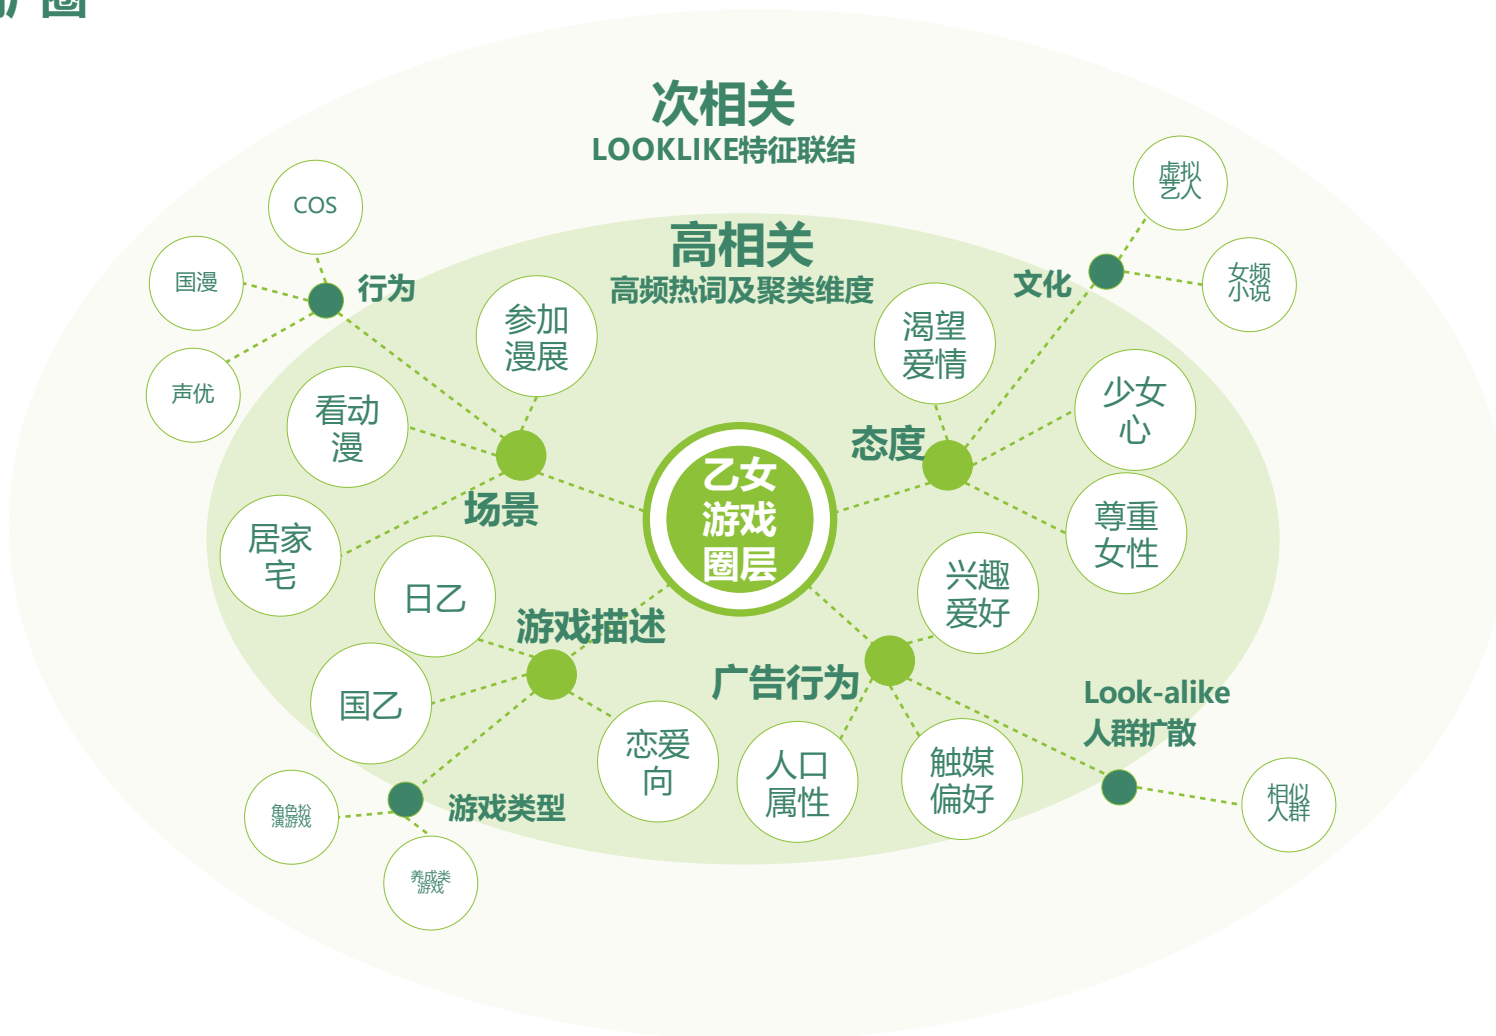 扩圈
次相关
LOOKLIKE特征联结
高相关
高频热词及聚类维度
COS
国漫
声优
行为
参加
漫展
看动
漫
居家
宅
场景
虚拟
艺人
女频
小说
文化
渴望
爱情
少女
心
尊重
女性
态度
乙女
游戏
圈层
日乙
国乙
恋爱
向
游戏描述
角色扮
演游戏
养成类
游戏
游戏类型
兴趣
爱好
人口
属性
触媒
偏好
广告行为
Look-alike
人群扩散
相似
人群